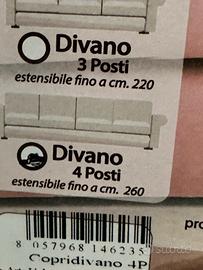 Divano
3 Posti
estensibile fino a cm. 220
Divano
4 Posti
estensibile fino a cm. 260
8 057968 146235
Copridivano 4P
pro